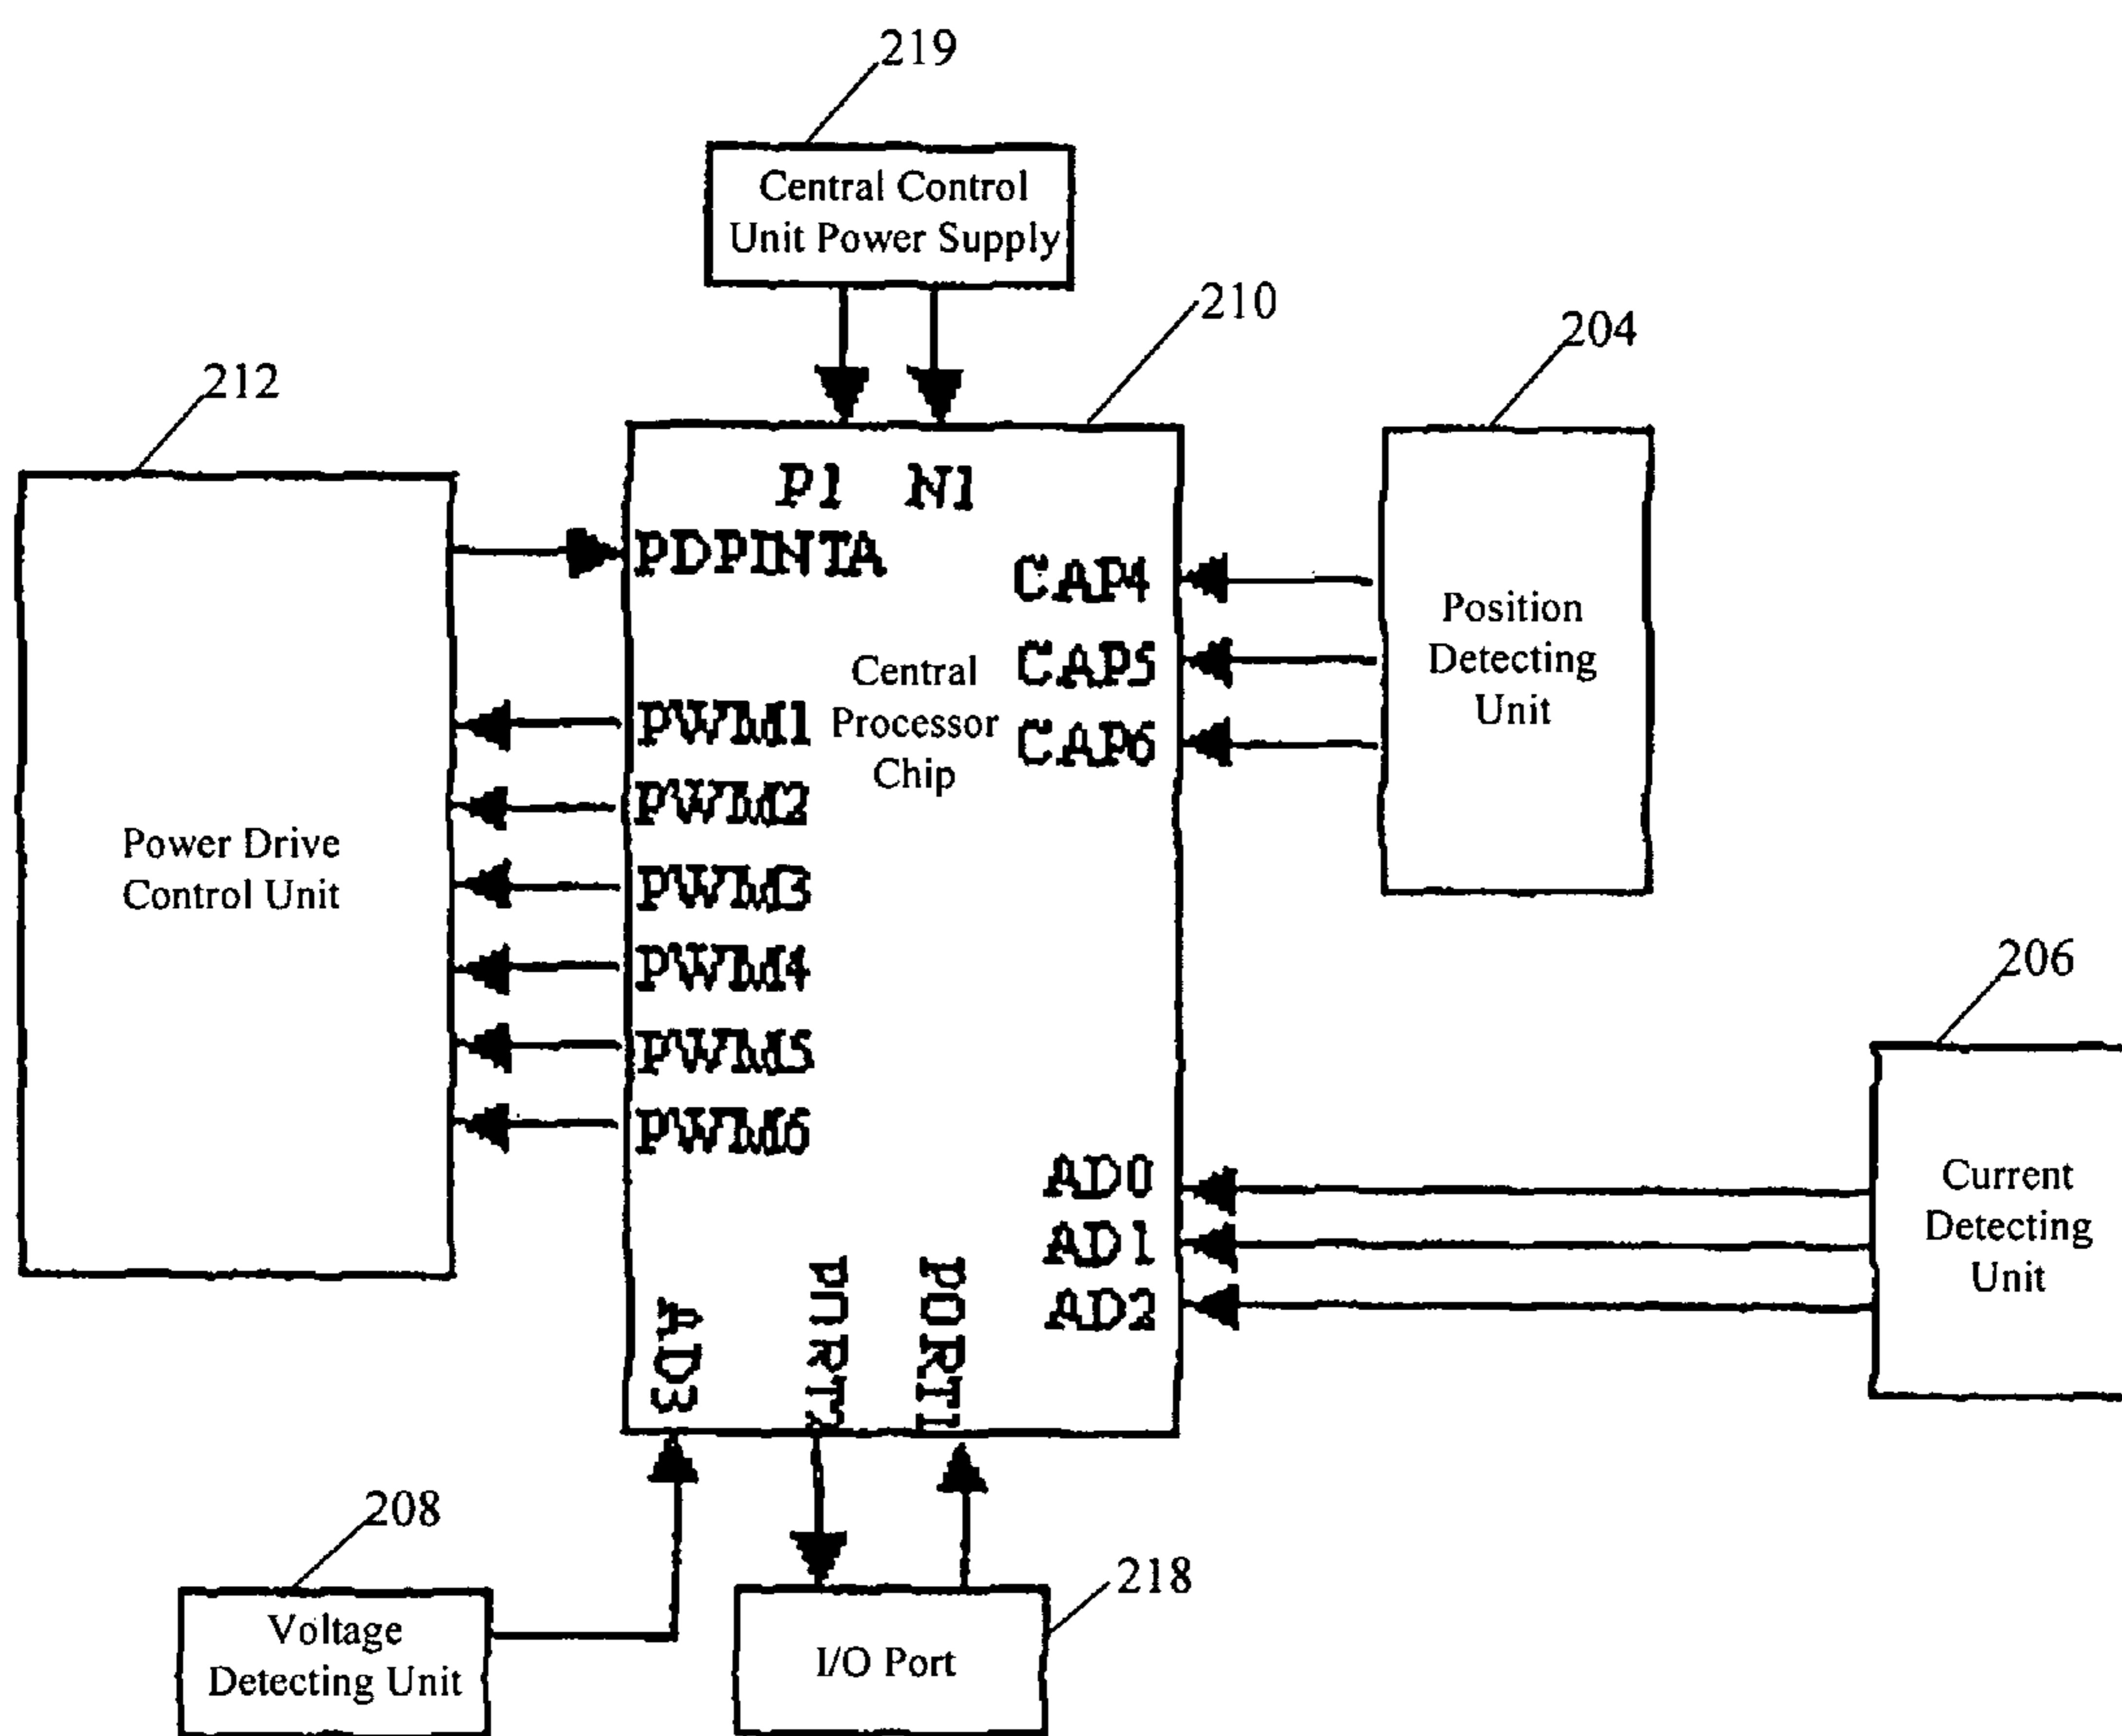 219
Central Control
Unit Power Supply
210
204
212
P1 N1
PDPINTA
CAP4
CAP5
CAP6
Central
Processor
Chip
Position
Detecting
Unit
PWM1
PWM2
PWM3
PWM4
PWM5
PWM6
Power Drive
Control Unit
206
AD0
AD1
AD2
Current
Detecting
Unit
AD3
PORT2
PORT1
208
218
Voltage
Detecting Unit
I/O Port